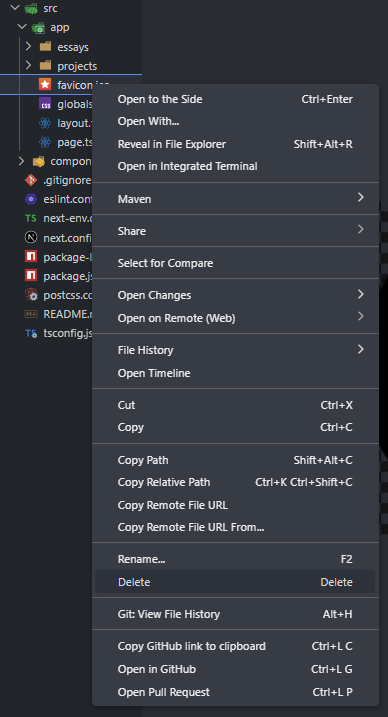 src
app
essays
projects
favicon.ico
globals
layout.
page.ts
compon
.gitignore
eslint.con
next-env.
next.config
package-l
package.js
postcss.co
README.
tsconfig.js
Open to the Side Ctrl+Enter
Open With...
Reveal in File Explorer Shift+Alt+R
Open in Integrated Terminal
Maven
Share
Select for Compare
Open Changes
Open on Remote (Web)
File History
Open Timeline
Cut Ctrl+X
Copy Ctrl+C
Copy Path Shift+Alt+C
Copy Relative Path Ctrl+K Ctrl+Shift+C
Copy Remote File URL
Copy Remote File URL From...
Rename... F2
Delete Delete
Git: View File History Alt+H
Copy GitHub link to clipboard Ctrl+L C
Open in GitHub Ctrl+L G
Open Pull Request Ctrl+L P